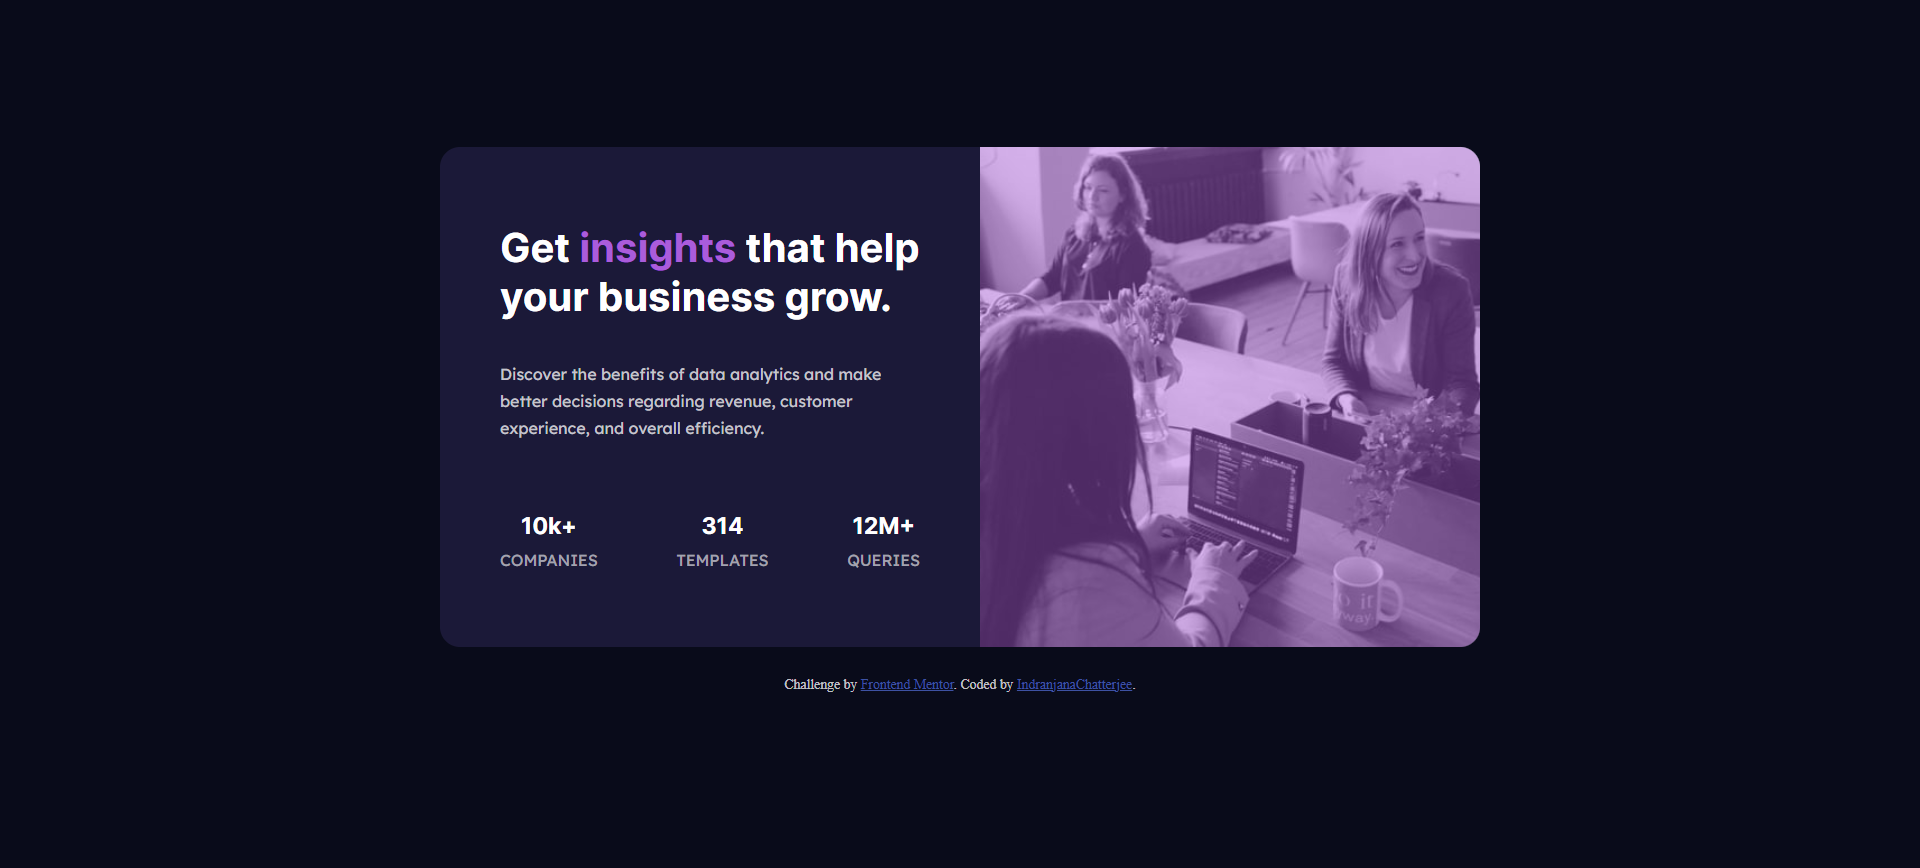 Get insights that help
your business grow.
Discover the benefits of data analytics and make
better decisions regarding revenue, customer
experience, and overall efficiency.
10k+ 314 12M+
COMPANIES TEMPLATES QUERIES
Challenge by Frontend Mentor. Coded by IndranjanaChatterjee.